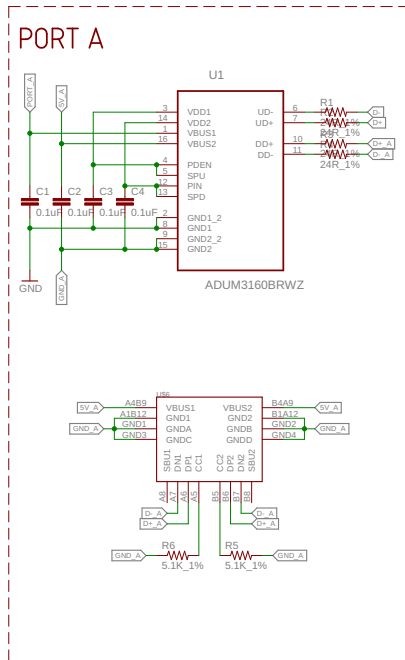 PORT A
U1
PORT_A
5V_A
3 VDD1
14 VDD2
1 VBUS1
16 VBUS2
4 PDEN
5 SPU
12 PIN
13 SPD
2 GND1_2
8 GND1
9 GND2_2
15 GND2
UD- 6
UD+ 7
DD+ 10
DD- 11
R1
D-
D+
D+_A
D-_A
24R_1%
24R_1%
C1 C2 C3 C4
0.1uF 0.1uF 0.1uF 0.1uF
GND
GND_A
ADUM3160BRWZ
U$6
5V_A A4B9 VBUS1 VBUS2 B4A9 5V_A
A1B12 GND1 GND2 B1A12
GND_A GND1 GNDA GNDB GND2 GND_A
GND3 GNDC GNDD GND4
SBU1 DN1 DP1 CC1 CC2 DP2 DN2 SBU2
A8 A7 A6 A5 B5 B6 B7 B8
D-_A D-_A
D+_A D+_A
R6 R5
GND_A GND_A
5.1K_1% 5.1K_1%